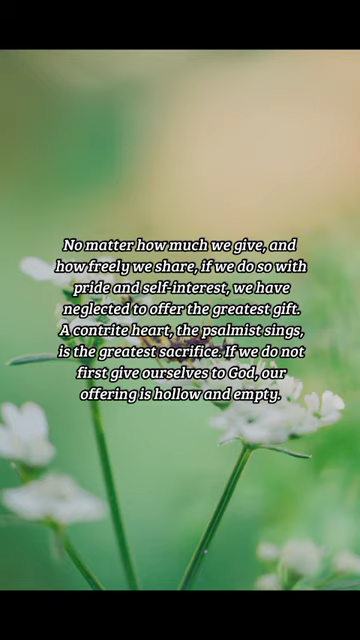 No matter how much we give, and
how freely we share, if we do so with
pride and self-interest, we have
neglected to offer the greatest gift.
A contrite heart, the psalmist sings,
is the greatest sacrifice. If we do not
first give ourselves to God, our
offering is hollow and empty.